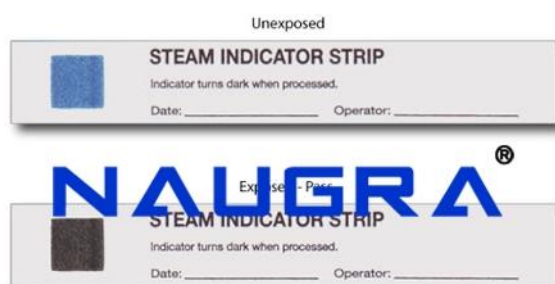 Unexposed
STEAM INDICATOR STRIP
Indicator turns dark when processed.
Date: Operator:
NAUGRA®
Exposed - Pass
STEAM INDICATOR STRIP
Indicator turns dark when processed.
Date: Operator: